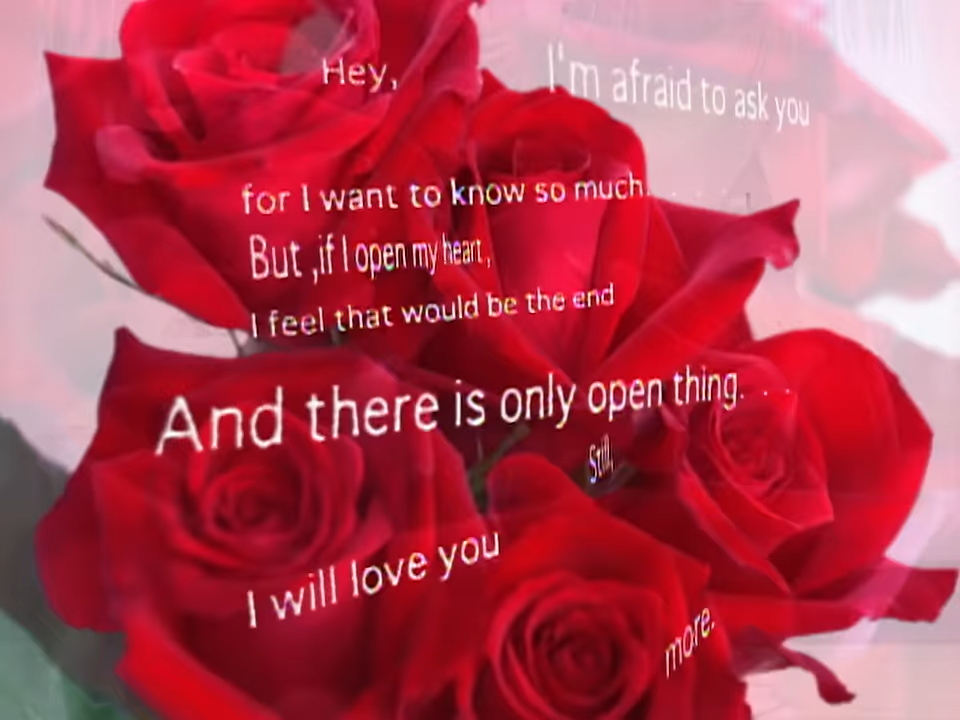 Hey,
I'm afraid to ask you
for I want to know so much. . . . . .
But ,if I open my heart ,
I feel that would be the end
And there is only open thing. . .
Still,
I will love you
more.